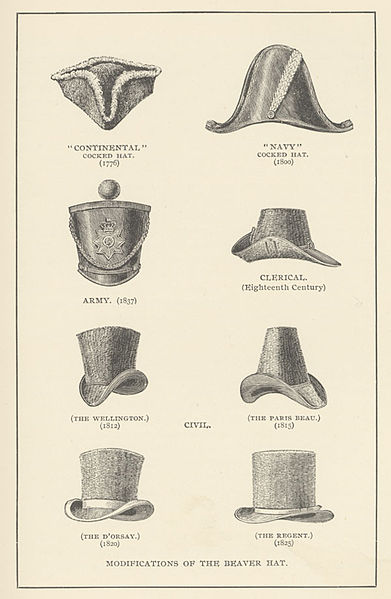 "CONTINENTAL"
COCKED HAT.
(1776)
"NAVY"
COCKED HAT.
(1800)
ARMY. (1837)
CLERICAL.
(Eighteenth Century)
(THE WELLINGTON.)
(1812)
CIVIL.
(THE PARIS BEAU.)
(1815)
(THE D'ORSAY.)
(1820)
(THE REGENT.)
(1825)
MODIFICATIONS OF THE BEAVER HAT.